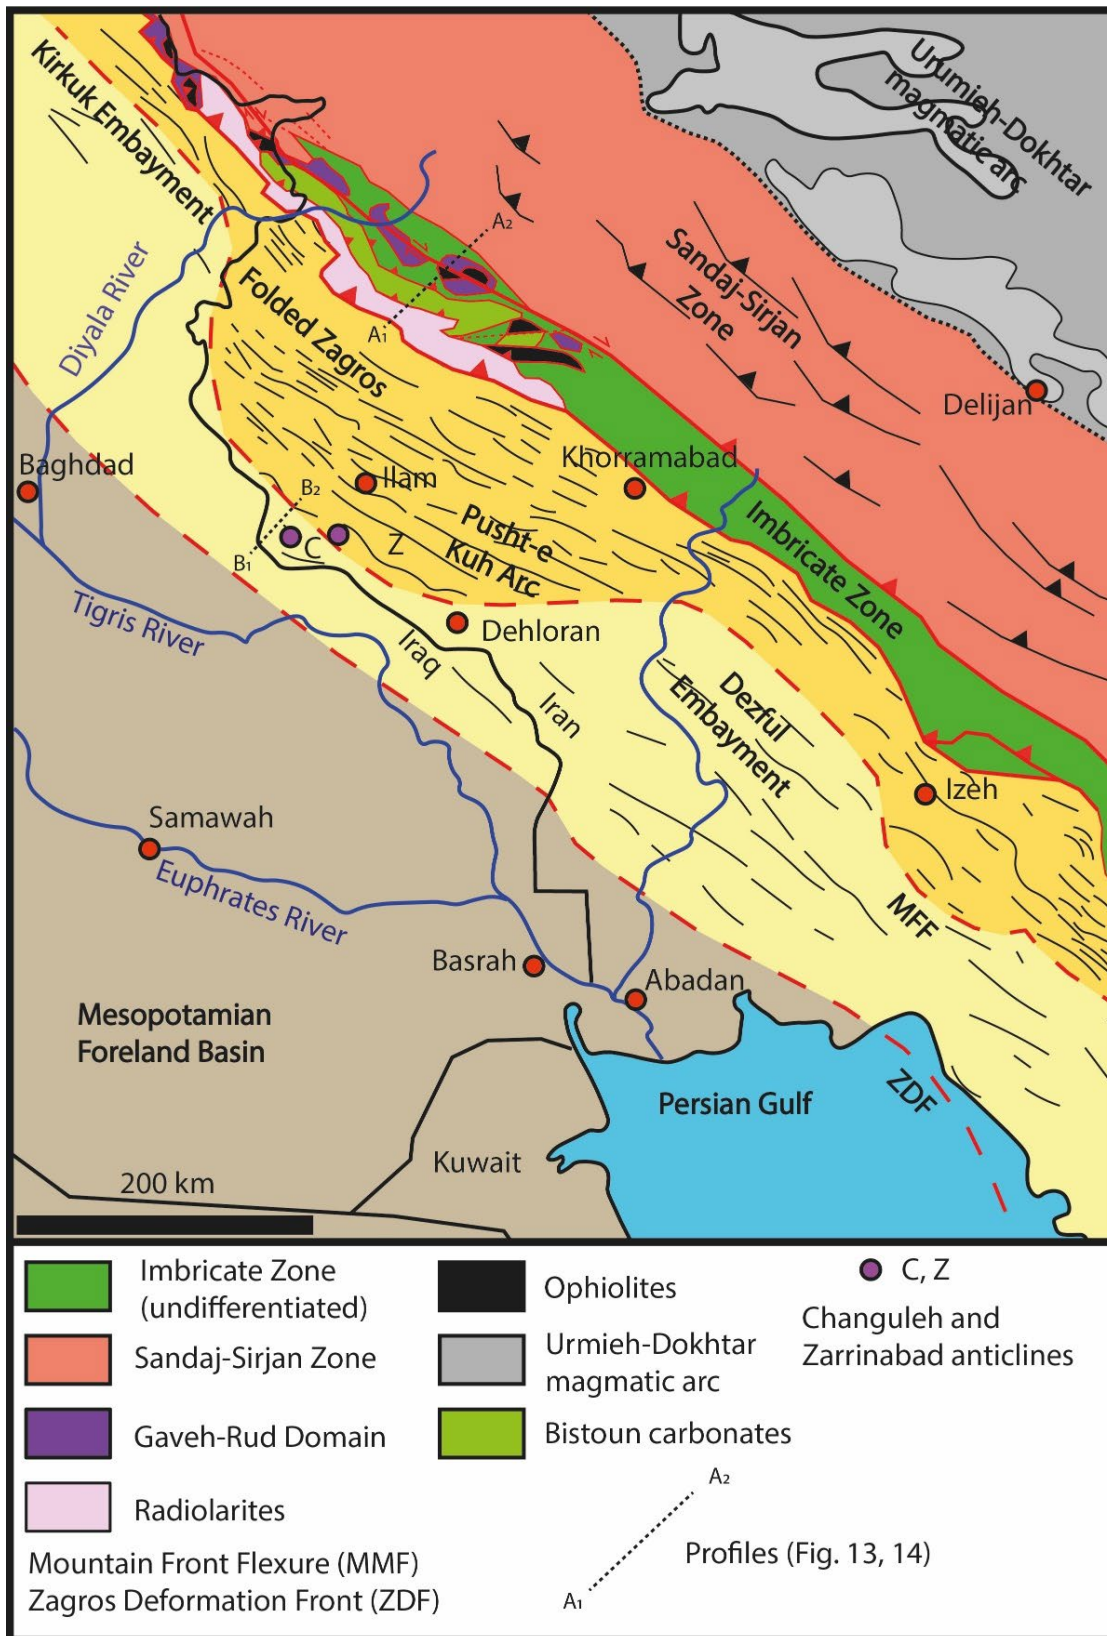 Kirkuk Embayment
Urumieh-Dokhtar
magmatic arc
Diyala River
A2
A1
Folded Zagros
Sandaj-Sirjan
Zone
Delijan
Baghdad
Ilam
Khorramabad
B2
B1
C
Z
Pusht-e
Kuh Arc
Imbricate Zone
Tigris River
Dehloran
Iraq
Iran
Dezful
Embayment
Izeh
Samawah
Euphrates River
MFF
Basrah
Abadan
Mesopotamian
Foreland Basin
Persian Gulf
ZDF
Kuwait
200 km
Imbricate Zone
(undifferentiated)
Sandaj-Sirjan Zone
Gaveh-Rud Domain
Radiolarites
Ophiolites
Urmieh-Dokhtar
magmatic arc
Bistoun carbonates
C, Z
Changuleh and
Zarrinabad anticlines
Mountain Front Flexure (MMF)
Zagros Deformation Front (ZDF)
A2
A1
Profiles (Fig. 13, 14)